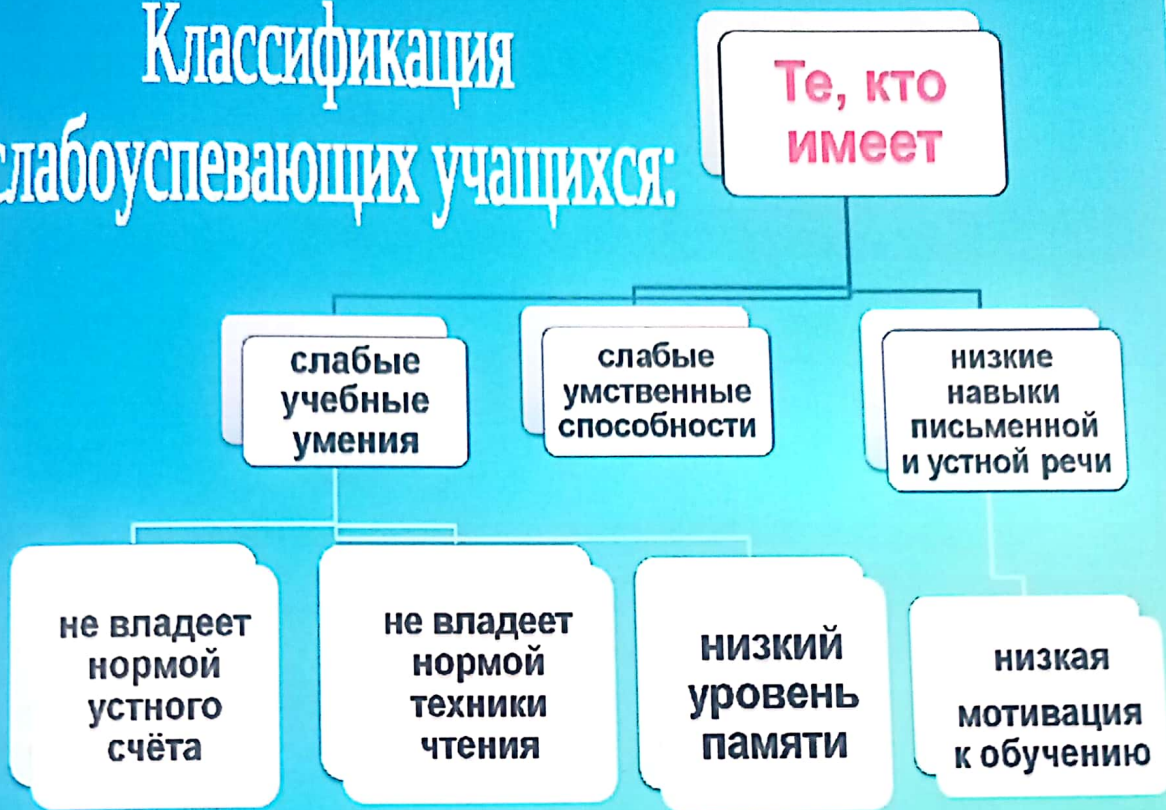 Классификация
слабоуспевающих учащихся:
Те, кто
имеет
слабые
учебные
умения
слабые
умственные
способности
низкие
навыки
письменной
и устной речи
не владеет
нормой
устного
счёта
не владеет
нормой
техники
чтения
низкий
уровень
памяти
низкая
мотивация
к обучению